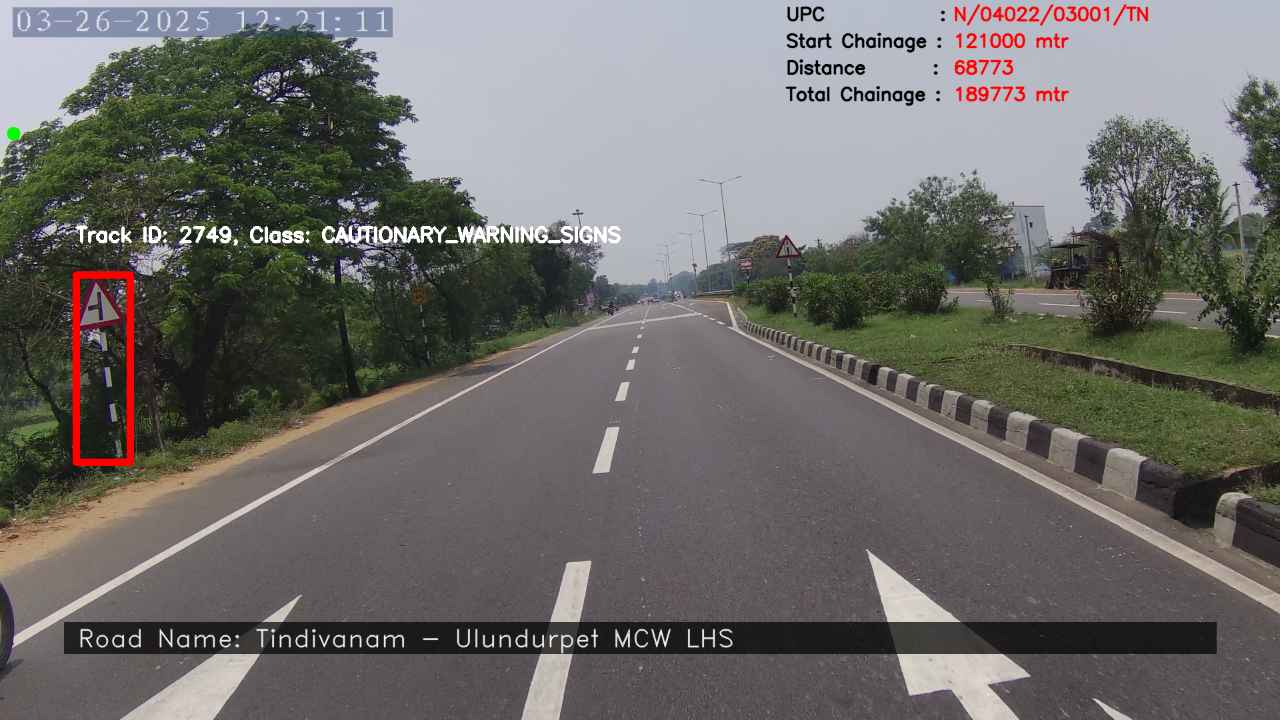 03-26-2025 12:21:11
UPC : N/04022/03001/TN
Start Chainage : 121000 mtr
Distance : 68773
Total Chainage : 189773 mtr
Track ID: 2749, Class: CAUTIONARY_WARNING_SIGNS
Road Name: Tindivanam - Ulundurpet MCW LHS